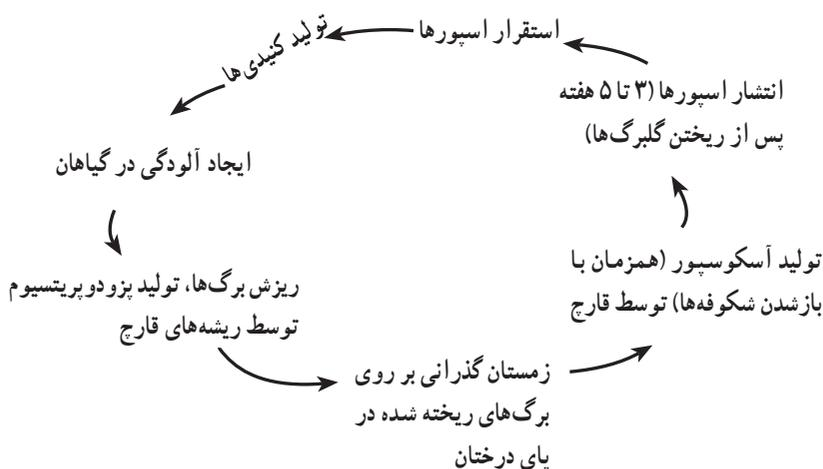 استقرار اسپورها
تولید کنیدی‌ها
انتشار اسپورها (۳ تا ۵ هفته
پس از ریختن گلبرگ‌ها)
ایجاد آلودگی در گیاهان
تولید آسکوسپور (همزمان با
بازشدن شکوفه‌ها) توسط قارچ
ریزش برگ‌ها، تولید پزودوپریتسیوم
توسط ریشه‌های قارچ
زمستان گذرانی بر روی
برگ‌های ریخته شده در
پای درختان